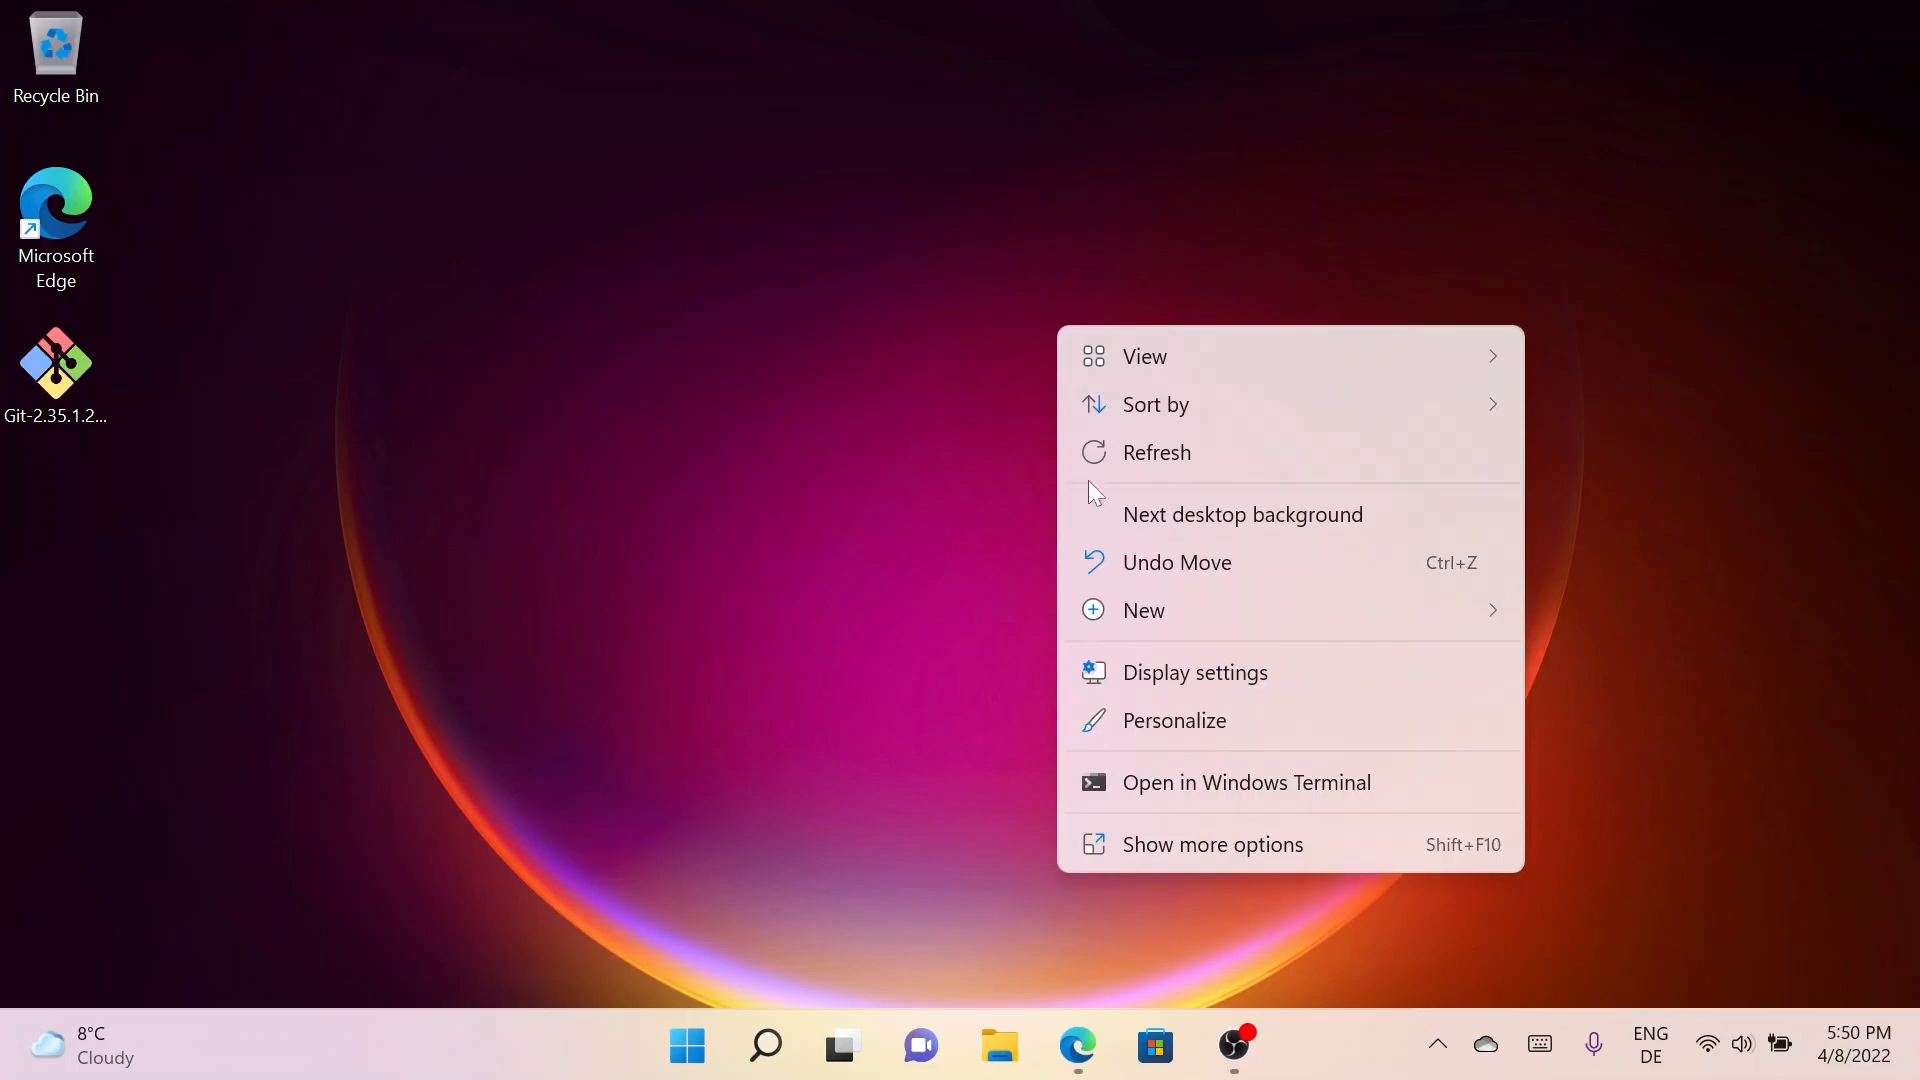 Recycle Bin
Microsoft
Edge
Git-2.35.1.2...
View
Sort by
Refresh
Next desktop background
Undo Move Ctrl+Z
New
Display settings
Personalize
Open in Windows Terminal
Show more options Shift+F10
8°C
Cloudy
ENG
DE
5:50 PM
4/8/2022